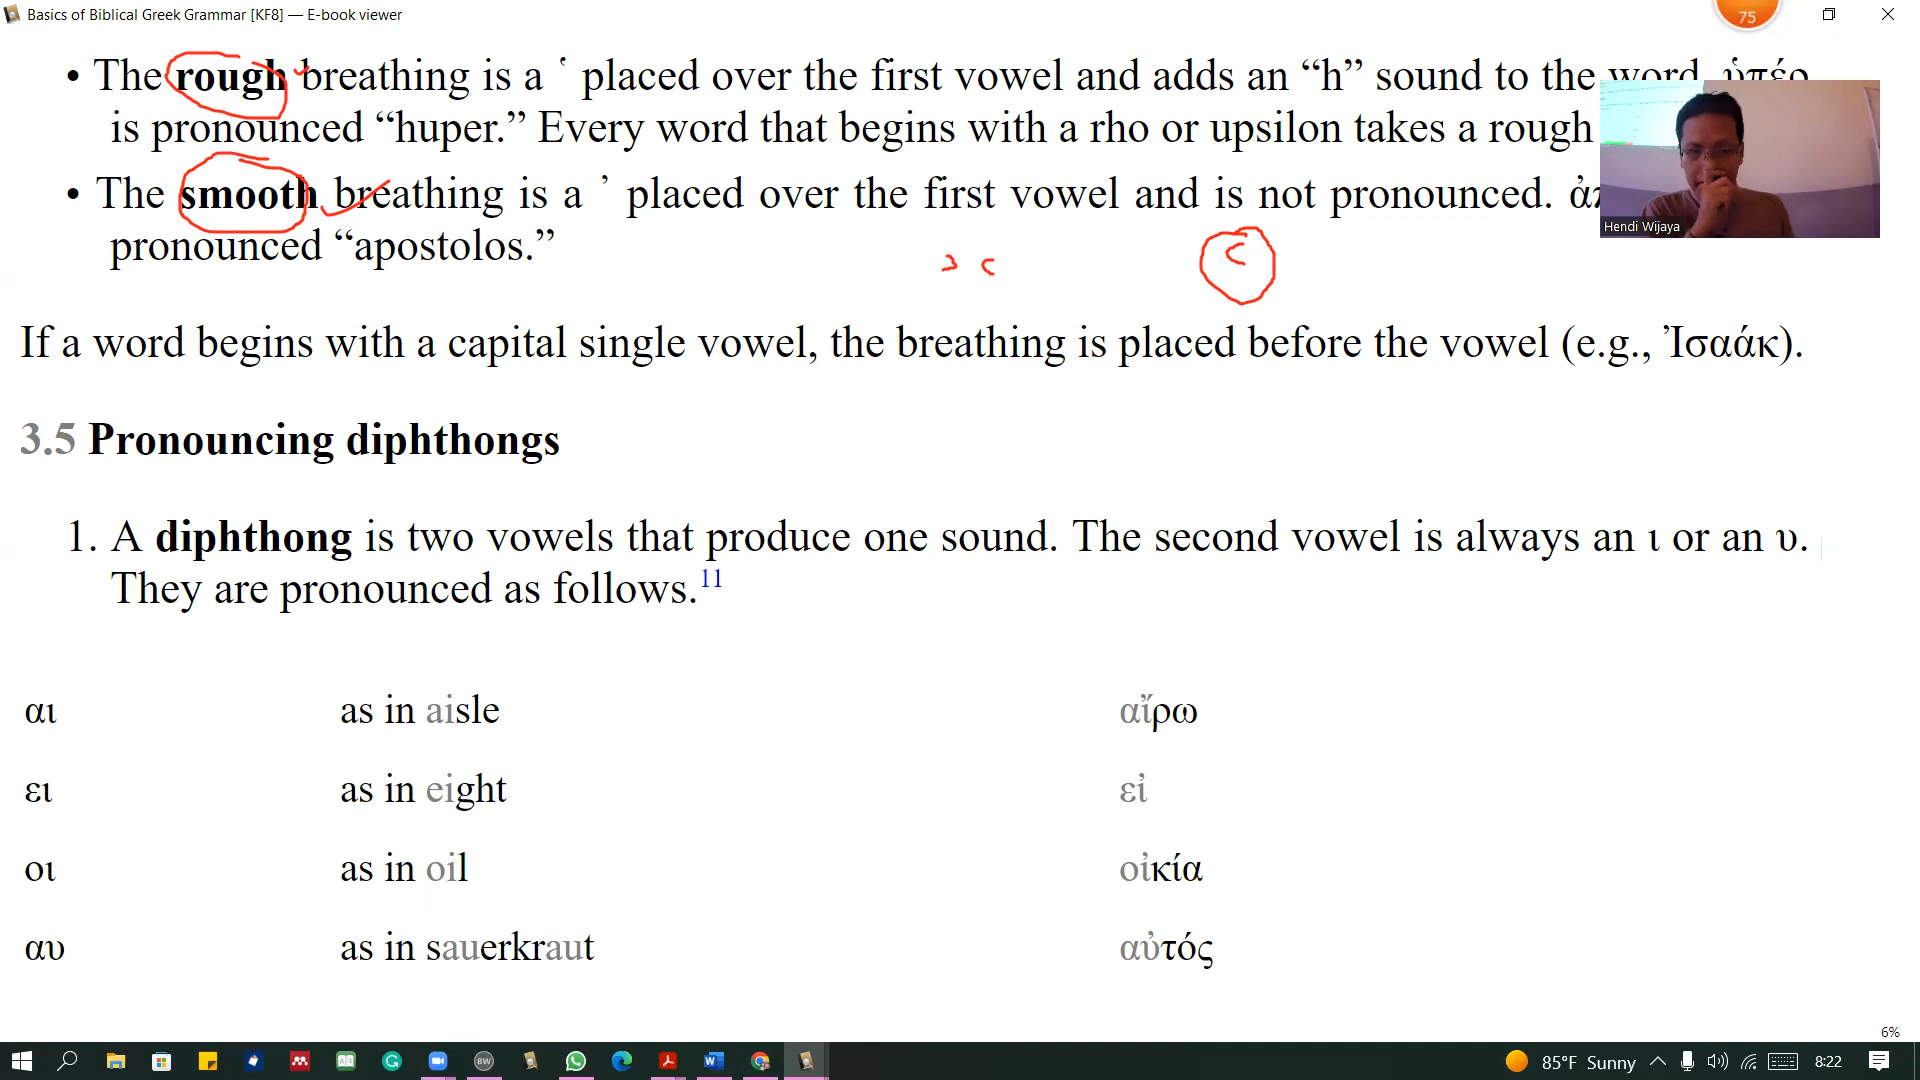 Basics of Biblical Greek Grammar [KF8] — E-book viewer
75
• The rough breathing is a ῾ placed over the first vowel and adds an “h” sound to the word. ὑπέρ
is pronounced “huper.” Every word that begins with a rho or upsilon takes a rough
• The smooth breathing is a ᾿ placed over the first vowel and is not pronounced.
pronounced “apostolos.”
Hendi Wijaya
If a word begins with a capital single vowel, the breathing is placed before the vowel (e.g., Ἰσαάκ).
3.5 Pronouncing diphthongs
1. A diphthong is two vowels that produce one sound. The second vowel is always an ι or an υ.
They are pronounced as follows.11
αι as in aisle αἴρω
ει as in eight εἰ
οι as in oil οἰκία
αυ as in sauerkraut αὐτός
6%
85°F Sunny 8:22